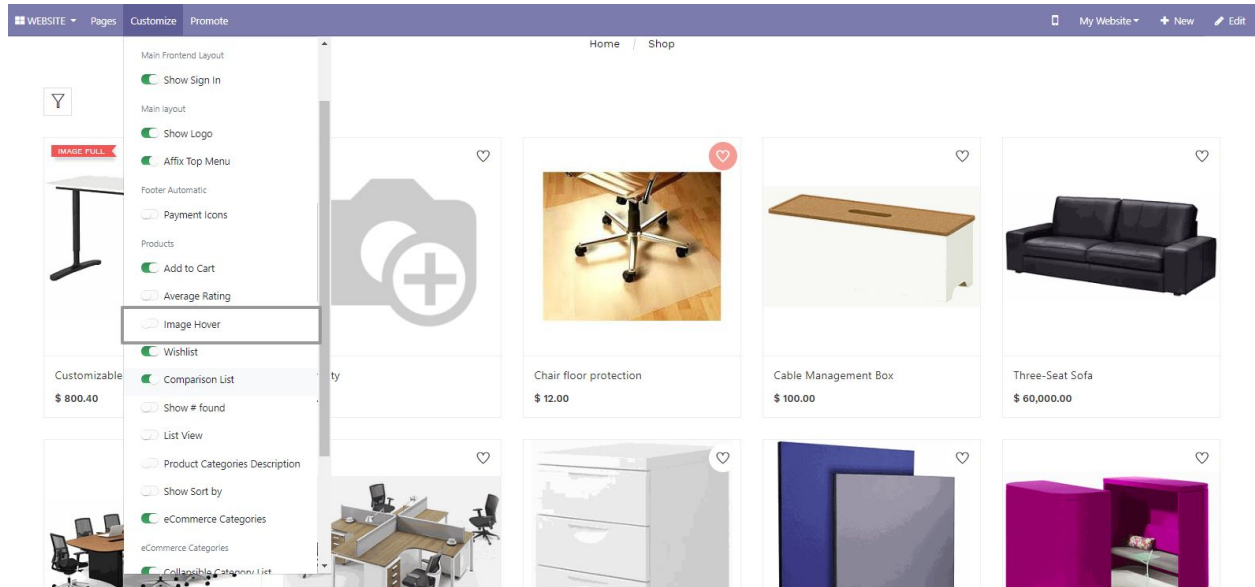 WEBSITE Pages Customize Promote My Website + New Edit
Home / Shop
Main Frontend Layout
Show Sign In
Main layout
Show Logo
Affix Top Menu
Footer Automatic
Payment Icons
Products
Add to Cart
Average Rating
Image Hover
Wishlist
Comparison List
Show # found
List View
Product Categories Description
Show Sort by
eCommerce Categories
eCommerce Categories
Collapsible Category List
IMAGE FULL
Customizable
$ 800.40
Chair floor protection
$ 12.00
Cable Management Box
$ 100.00
Three-Seat Sofa
$ 60,000.00